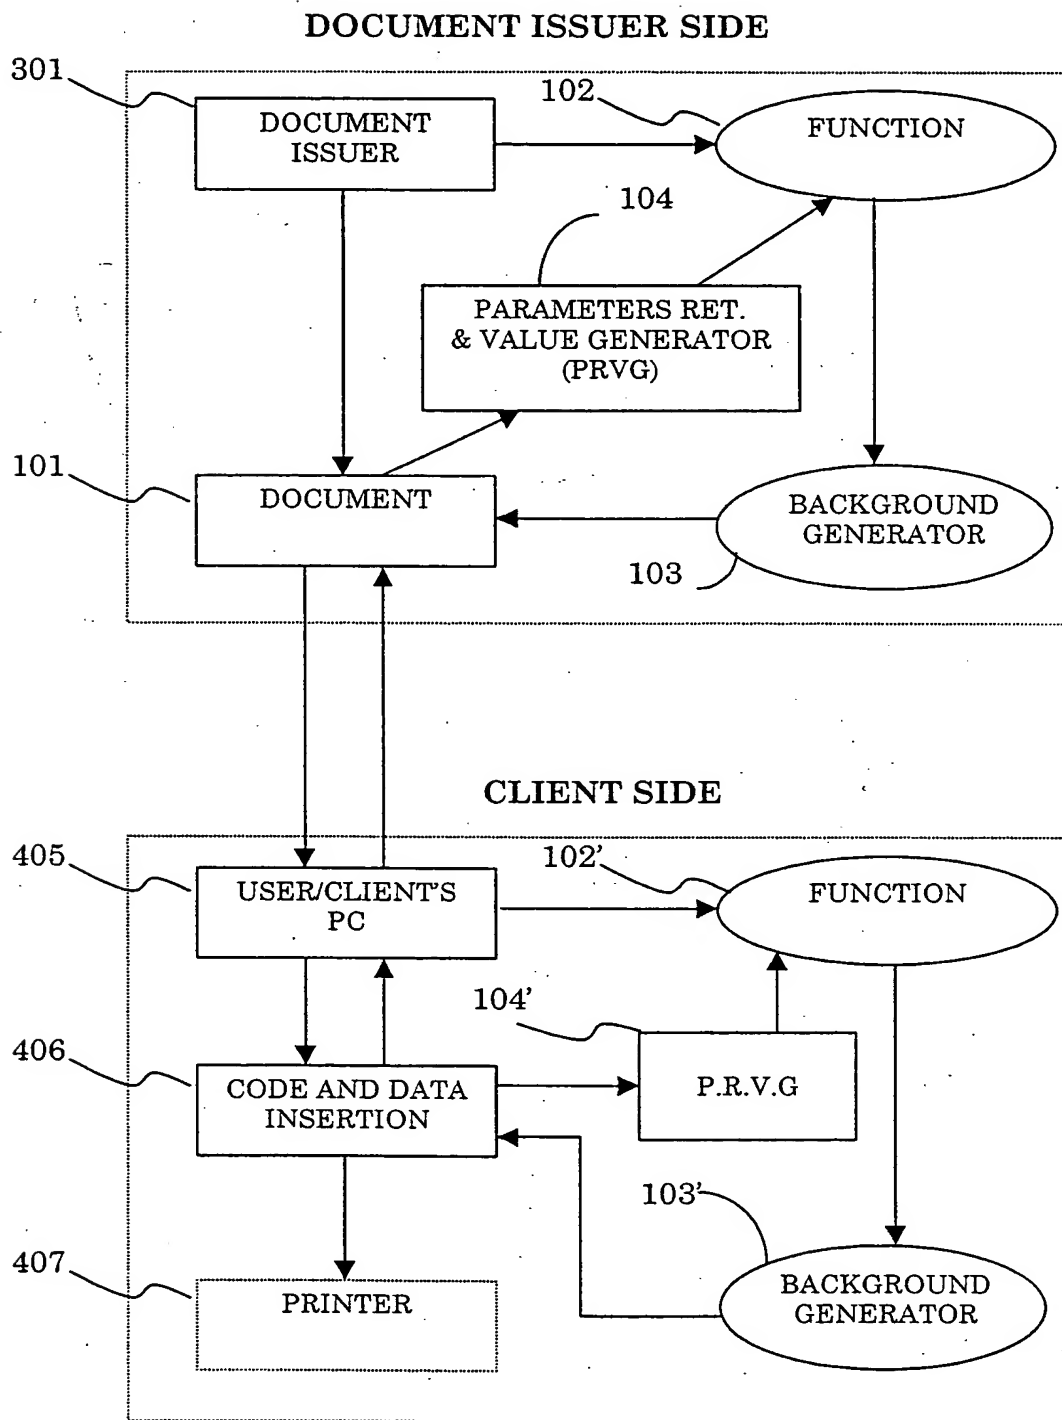 DOCUMENT ISSUER SIDE
301
DOCUMENT
ISSUER
102
FUNCTION
104
PARAMETERS RET.
& VALUE GENERATOR
(PRVG)
101
DOCUMENT
BACKGROUND
GENERATOR
103
CLIENT SIDE
405
USER/CLIENT'S
PC
102'
FUNCTION
104'
406
CODE AND DATA
INSERTION
P.R.V.G
103'
407
PRINTER
BACKGROUND
GENERATOR